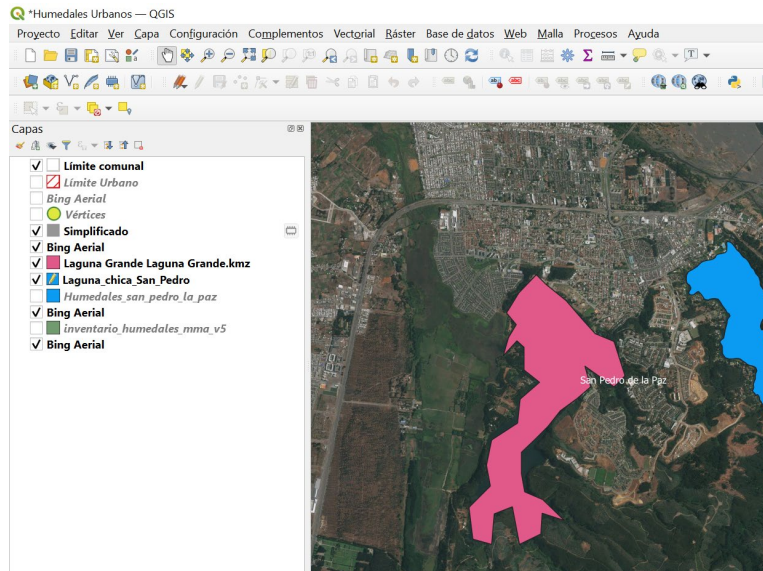 *Humedales Urbanos — QGIS
Proyecto Editar Ver Capa Configuración Complementos Vectorial Ráster Base de datos Web Malla Procesos Ayuda
Capas
Límite comunal
Límite Urbano
Bing Aerial
Vértices
Simplificado
Bing Aerial
Laguna Grande Laguna Grande.kmz
Laguna_chica_San_Pedro
Humedales_san_pedro_la_paz
Bing Aerial
inventario_humedales_mma_v5
Bing Aerial
San Pedro de la Paz